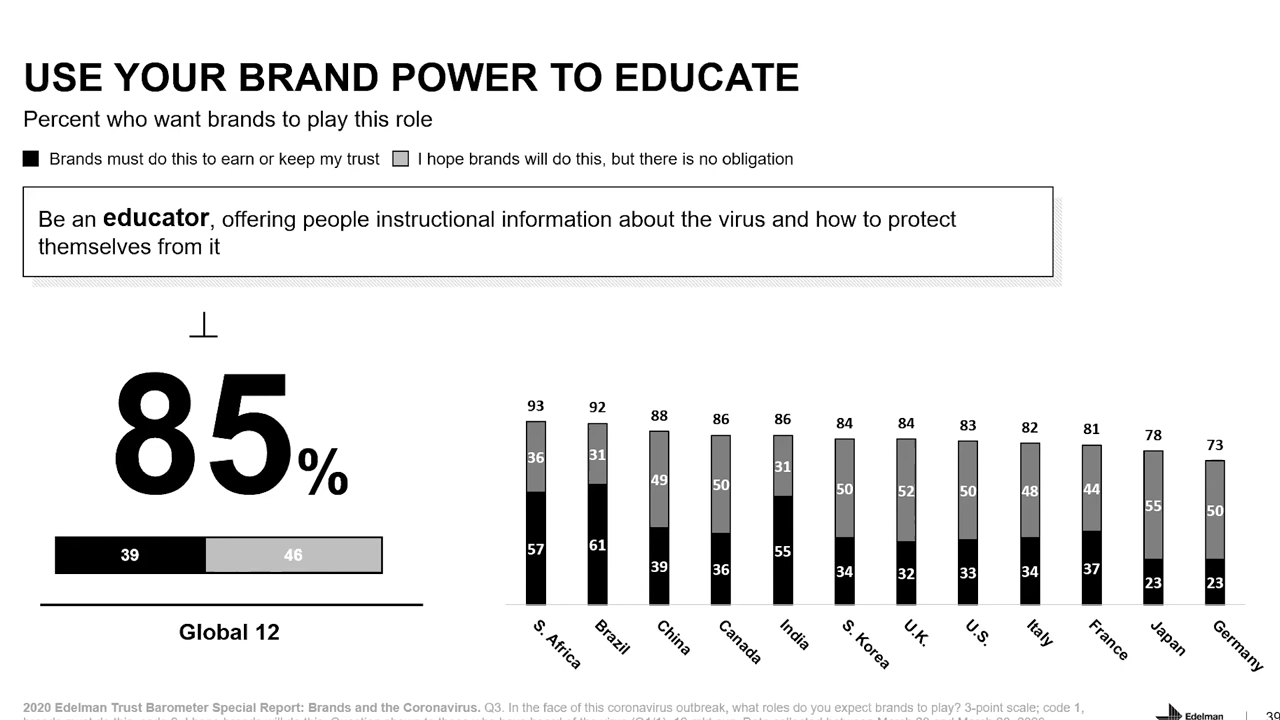 USE YOUR BRAND POWER TO EDUCATE
Percent who want brands to play this role
Brands must do this to earn or keep my trust
I hope brands will do this, but there is no obligation
Be an educator, offering people instructional information about the virus and how to protect
themselves from it
85%
39 46
Global 12
93 92 88 86 86 84 84 83 82 81 78 73
36 31 49 50 31 50 52 50 48 44 55 50
57 61 39 36 55 34 32 33 34 37 23 23
S. Africa Brazil China Canada India S. Korea U.K. U.S. Italy France Japan Germany
2020 Edelman Trust Barometer Special Report: Brands and the Coronavirus. Q3. In the face of this coronavirus outbreak, what roles do you expect brands to play? 3-point scale; code 1,
Edelman